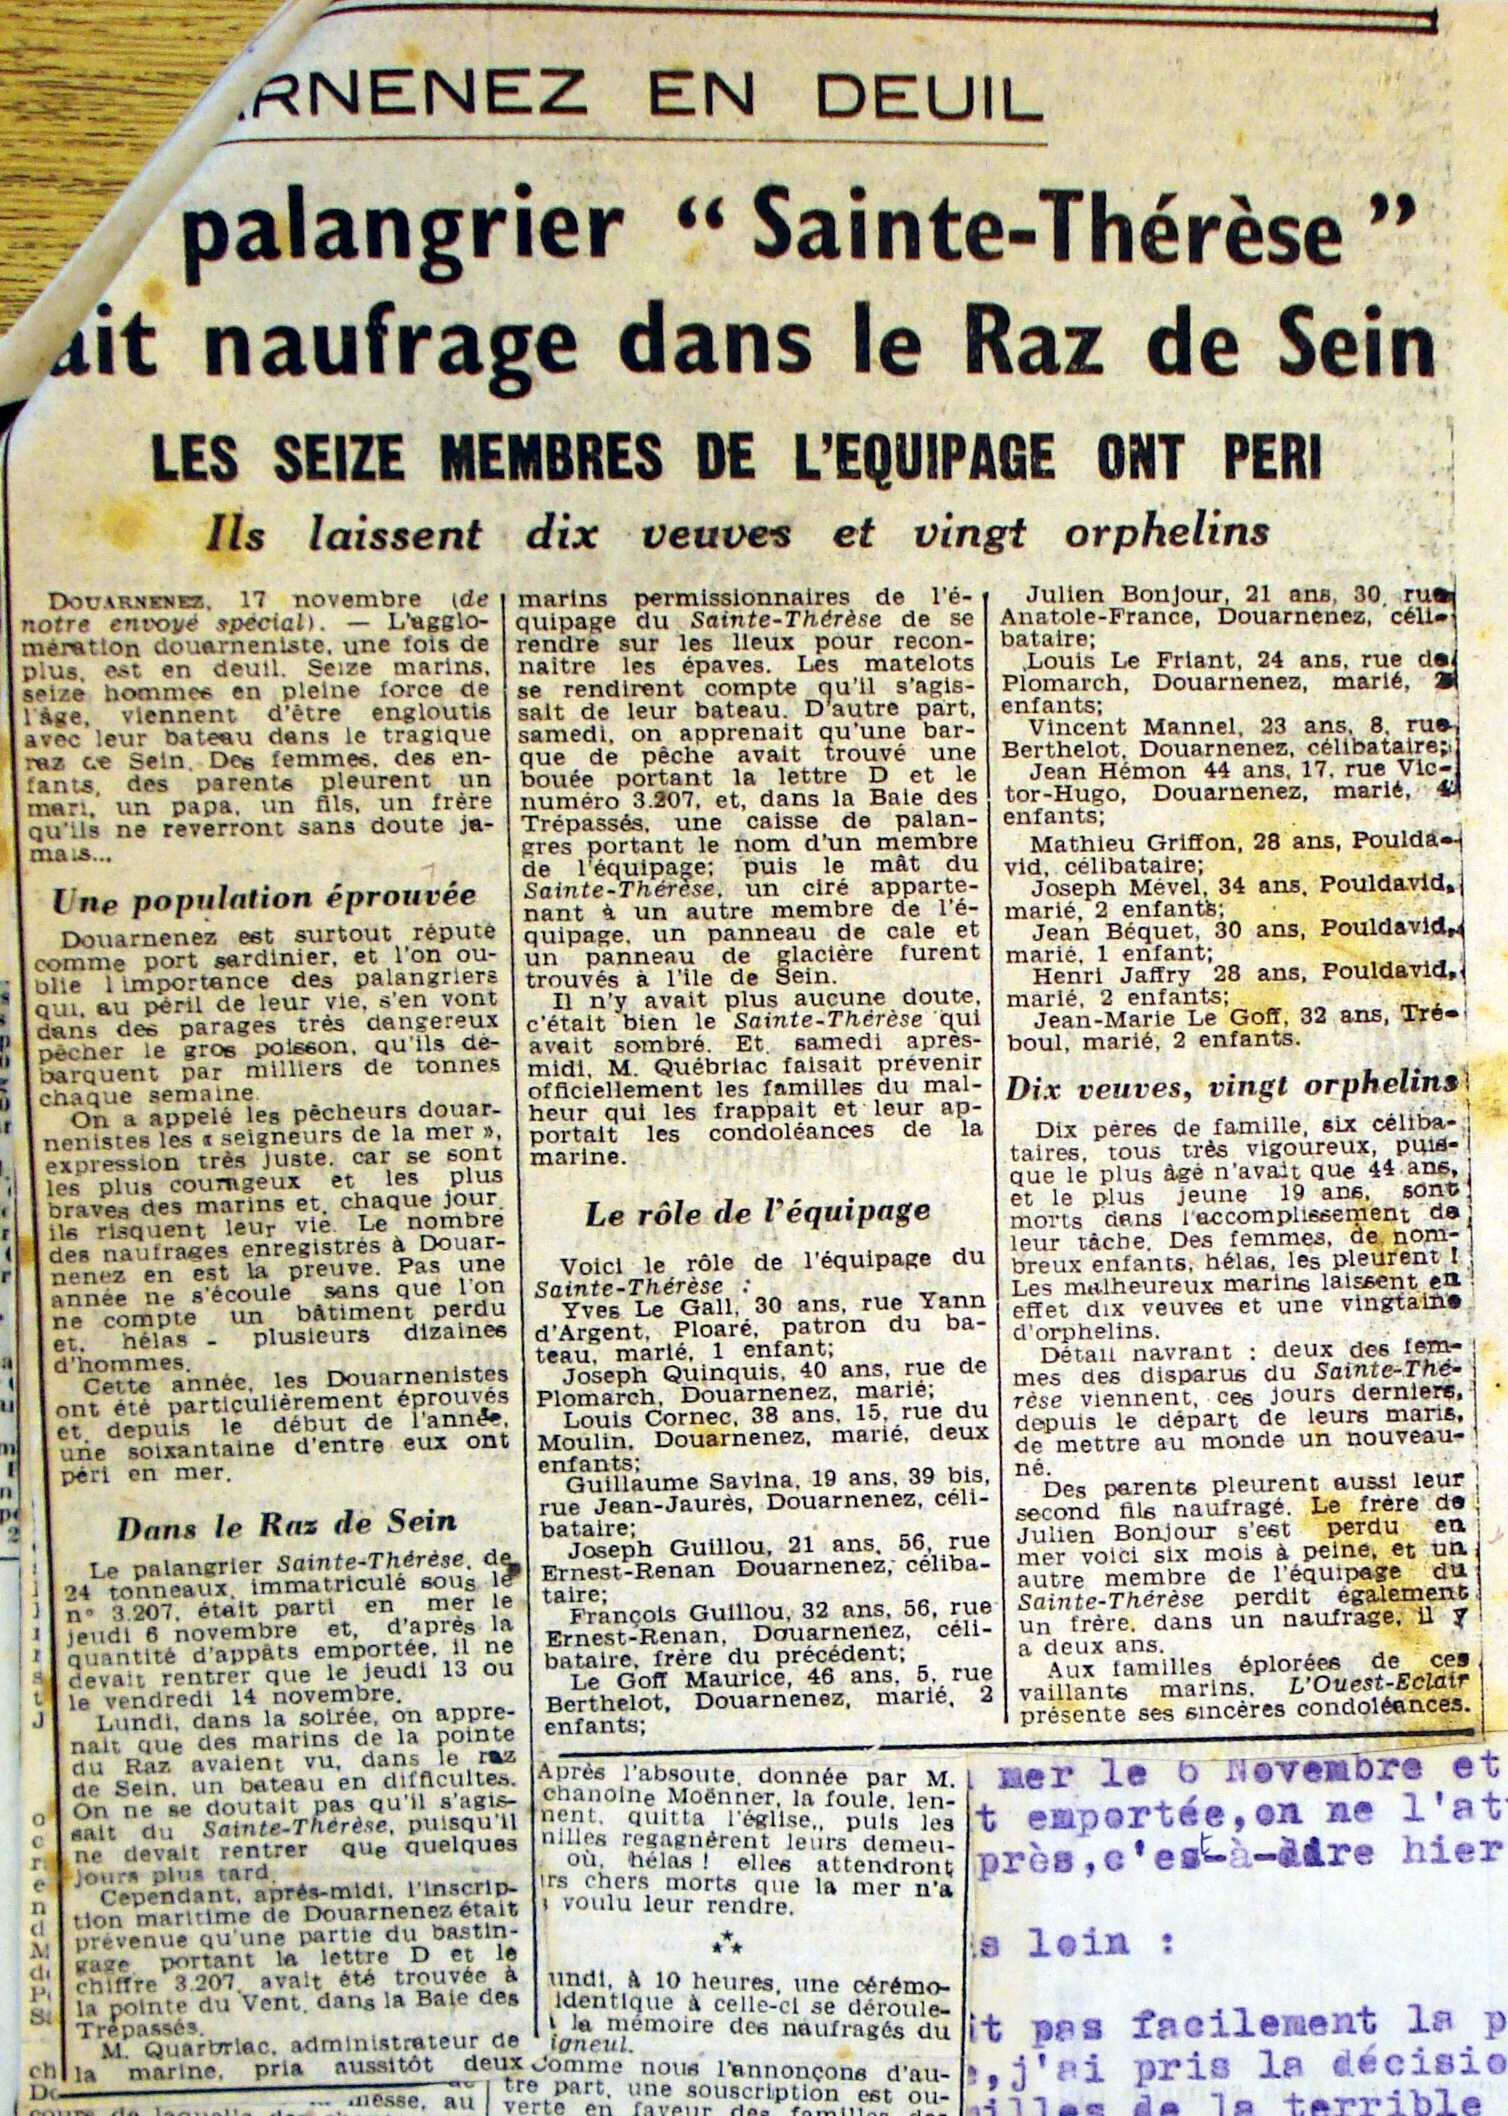 RNENEZ EN DEUIL
palangrier “ Sainte-Thérèse ”
ait naufrage dans le Raz de Sein
LES SEIZE MEMBRES DE L'EQUIPAGE ONT PERI
Ils laissent dix veuves et vingt orphelins
DOUARNENEZ, 17 novembre (de
notre envoyé spécial). — L'agglo-
mération douarneniste, une fois de
plus, est en deuil. Seize marins,
seize hommes en pleine force de
l'âge, viennent d'être engloutis
avec leur bateau dans le tragique
raz de Sein. Des femmes, des en-
fants, des parents pleurent un
mari, un papa, un fils, un frère
qu'ils ne reverront sans doute ja-
mais...
Une population éprouvée
Douarnenez est surtout réputé
comme port sardinier, et l'on ou-
blie l'importance des palangriers
qui, au péril de leur vie, s'en vont
dans des parages très dangereux
pêcher le gros poisson, qu'ils dé-
barquent par milliers de tonnes
chaque semaine.
On a appelé les pêcheurs douar-
nenistes les « seigneurs de la mer »,
expression très juste, car se sont
les plus courageux et les plus
braves des marins et, chaque jour
ils risquent leur vie. Le nombre
des naufrages enregistrés à Douar-
nenez en est la preuve. Pas une
année ne s'écoule sans que l'on
ne compte un bâtiment perdu
et, hélas - plusieurs dizaines
d'hommes.
Cette année, les Douarnenistes
ont été particulièrement éprouvés
et, depuis le début de l'année,
une soixantaine d'entre eux ont
péri en mer.
Dans le Raz de Sein
Le palangrier Sainte-Thérèse, de
24 tonneaux, immatriculé sous le
n° 3.207, était parti en mer le
jeudi 6 novembre et, d'après la
quantité d'appâts emportée, il ne
devait rentrer que le jeudi 13 ou
le vendredi 14 novembre.
Lundi, dans la soirée, on appre-
nait que des marins de la pointe
du Raz avaient vu, dans le raz
de Sein, un bateau en difficultés.
On ne se doutait pas qu'il s'agis-
sait du Sainte-Thérèse, puisqu'il
ne devait rentrer que quelques
jours plus tard.
Cependant, après-midi, l'inscrip-
tion maritime de Douarnenez était
prévenue qu'une partie du bastin-
gage portant la lettre D et le
chiffre 3.207, avait été trouvée à
la pointe du Vent, dans la Baie des
Trépassés.
M. Quarbriac, administrateur de
la marine, pria aussitôt deux
marins permissionnaires de l'é-
quipage du Sainte-Thérèse de se
rendre sur les lieux pour recon-
naitre les épaves. Les matelots
se rendirent compte qu'il s'agis-
sait de leur bateau. D'autre part,
samedi, on apprenait qu'une bar-
que de pêche avait trouvé une
bouée portant la lettre D et le
numéro 3.207, et, dans la Baie des
Trépassés, une caisse de palan-
gres portant le nom d'un membre
de l'équipage; puis le mât du
Sainte-Thérèse, un ciré apparte-
nant à un autre membre de l'é-
quipage, un panneau de cale et
un panneau de glacière furent
trouvés à l'île de Sein.
Il n'y avait plus aucune doute,
c'était bien le Sainte-Thérèse qui
avait sombré. Et, samedi après-
midi, M. Québriac faisait prévenir
officiellement les familles du mal-
heur qui les frappait et leur ap-
portait les condoléances de la
marine.
Le rôle de l'équipage
Voici le rôle de l'équipage du
Sainte-Thérèse :
Yves Le Gall, 30 ans, rue Yann
d'Argent, Ploaré, patron du ba-
teau, marié, 1 enfant;
Joseph Quinquis, 40 ans, rue de
Plomarch, Douarnenez, marié;
Louis Cornec, 38 ans, 15, rue du
Moulin, Douarnenez, marié, deux
enfants;
Guillaume Savina, 19 ans, 39 bis,
rue Jean-Jaurès, Douarnenez, céli-
bataire;
Joseph Guillou, 21 ans, 56, rue
Ernest-Renan Douarnenez, céliba-
taire;
François Guillou, 32 ans, 56, rue
Ernest-Renan, Douarnenez, céli-
bataire, frère du précédent;
Le Goff Maurice, 46 ans, 5, rue
Berthelot, Douarnenez, marié, 2
enfants;
Julien Bonjour, 21 ans, 30, rue
Anatole-France, Douarnenez, céli-
bataire;
Louis Le Friant, 24 ans, rue de
Plomarch, Douarnenez, marié, 2
enfants;
Vincent Mannel, 23 ans, 8, rue
Berthelot, Douarnenez, célibataire;
Jean Hémon 44 ans, 17, rue Vic-
tor-Hugo, Douarnenez, marié, 4
enfants;
Mathieu Griffon, 28 ans, Poulda-
vid, célibataire;
Joseph Mével, 34 ans, Pouldavid,
marié, 2 enfants;
Jean Béquet, 30 ans, Pouldavid,
marié, 1 enfant;
Henri Jaffry 28 ans, Pouldavid,
marié, 2 enfants;
Jean-Marie Le Goff, 32 ans, Tré-
boul, marié, 2 enfants.
Dix veuves, vingt orphelins
Dix pères de famille, six céliba-
taires, tous très vigoureux, puis-
que le plus âgé n'avait que 44 ans,
et le plus jeune 19 ans, sont
morts dans l'accomplissement de
leur tâche. Des femmes, de nom-
breux enfants, hélas, les pleurent !
Les malheureux marins laissent en
effet dix veuves et une vingtaine
d'orphelins.
Détail navrant : deux des fem-
mes des disparus du Sainte-Thé-
rèse viennent, ces jours derniers,
depuis le départ de leurs maris,
de mettre au monde un nouveau-
né.
Des parents pleurent aussi leur
second fils naufragé. Le frère de
Julien Bonjour s'est perdu en
mer voici six mois à peine, et un
autre membre de l'équipage du
Sainte-Thérèse perdit également
un frère, dans un naufrage, il y
a deux ans.
Aux familles éplorées de ces
vaillants marins, L'Ouest-Eclair
présente ses sincères condoléances.
Après l'absoute, donnée par M.
chanoine Moënner, la foule, len-
nent, quitta l'église,, puis les
nilles regagnèrent leurs demeu-
où, hélas ! elles attendront
irs chers morts que la mer n'a
voulu leur rendre.
undi, à 10 heures, une cérémo-
identique à celle-ci se déroule-
la mémoire des naufragés du
igneul.
Comme nous l'annonçons d'au-
tre part, une souscription est ou-
verte en faveur des familles des
messe, au
mer le 6 Novembre et
t emportée,on ne l'at
près,c'est-à-dire hier
s loin :
it pas facilement la p
,j'ai pris la décisio
illes de la terrible